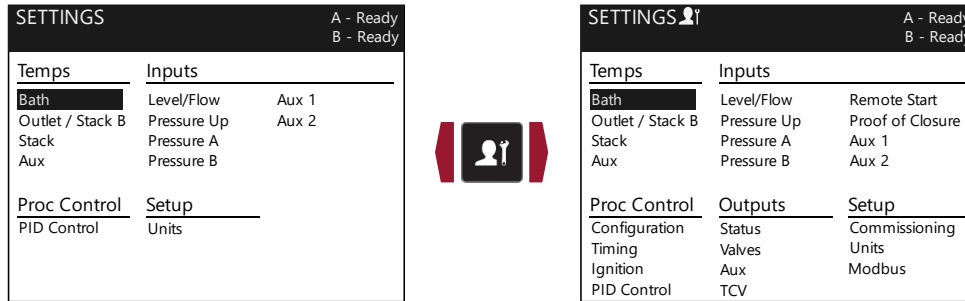 SETTINGS
A - Ready
B - Ready
Temps Inputs
Bath Level/Flow Aux 1
Outlet / Stack B Pressure Up Aux 2
Stack Pressure A
Aux Pressure B
Proc Control Setup
PID Control Units
SETTINGS
A - Ready
B - Ready
Temps Inputs
Bath Level/Flow Remote Start
Outlet / Stack B Pressure Up Proof of Closure
Stack Pressure A Aux 1
Aux Pressure B Aux 2
Proc Control Outputs Setup
Configuration Status Commissioning
Timing Valves Units
Ignition Aux Modbus
PID Control TCV